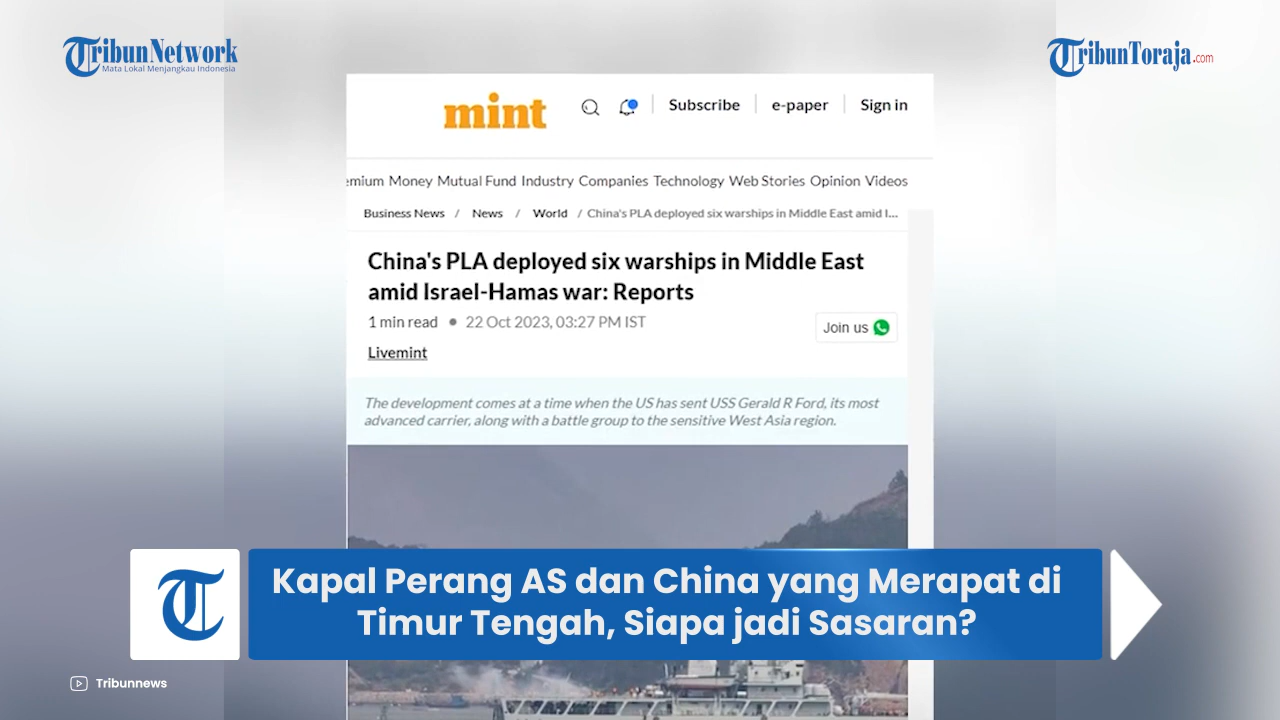 TribunNetwork
Mata Lokal Menjangkau Indonesia
TribunToraja.com
mint
Subscribe
e-paper
Sign in
emium Money Mutual Fund Industry Companies Technology Web Stories Opinion Videos
Business News / News / World / China's PLA deployed six warships in Middle East amid I...
China's PLA deployed six warships in Middle East
amid Israel-Hamas war: Reports
1 min read • 22 Oct 2023, 03:27 PM IST
Join us
Livemint
The development comes at a time when the US has sent USS Gerald R Ford, its most
advanced carrier, along with a battle group to the sensitive West Asia region.
T
Kapal Perang AS dan China yang Merapat di
Timur Tengah, Siapa jadi Sasaran?
Tribunnews